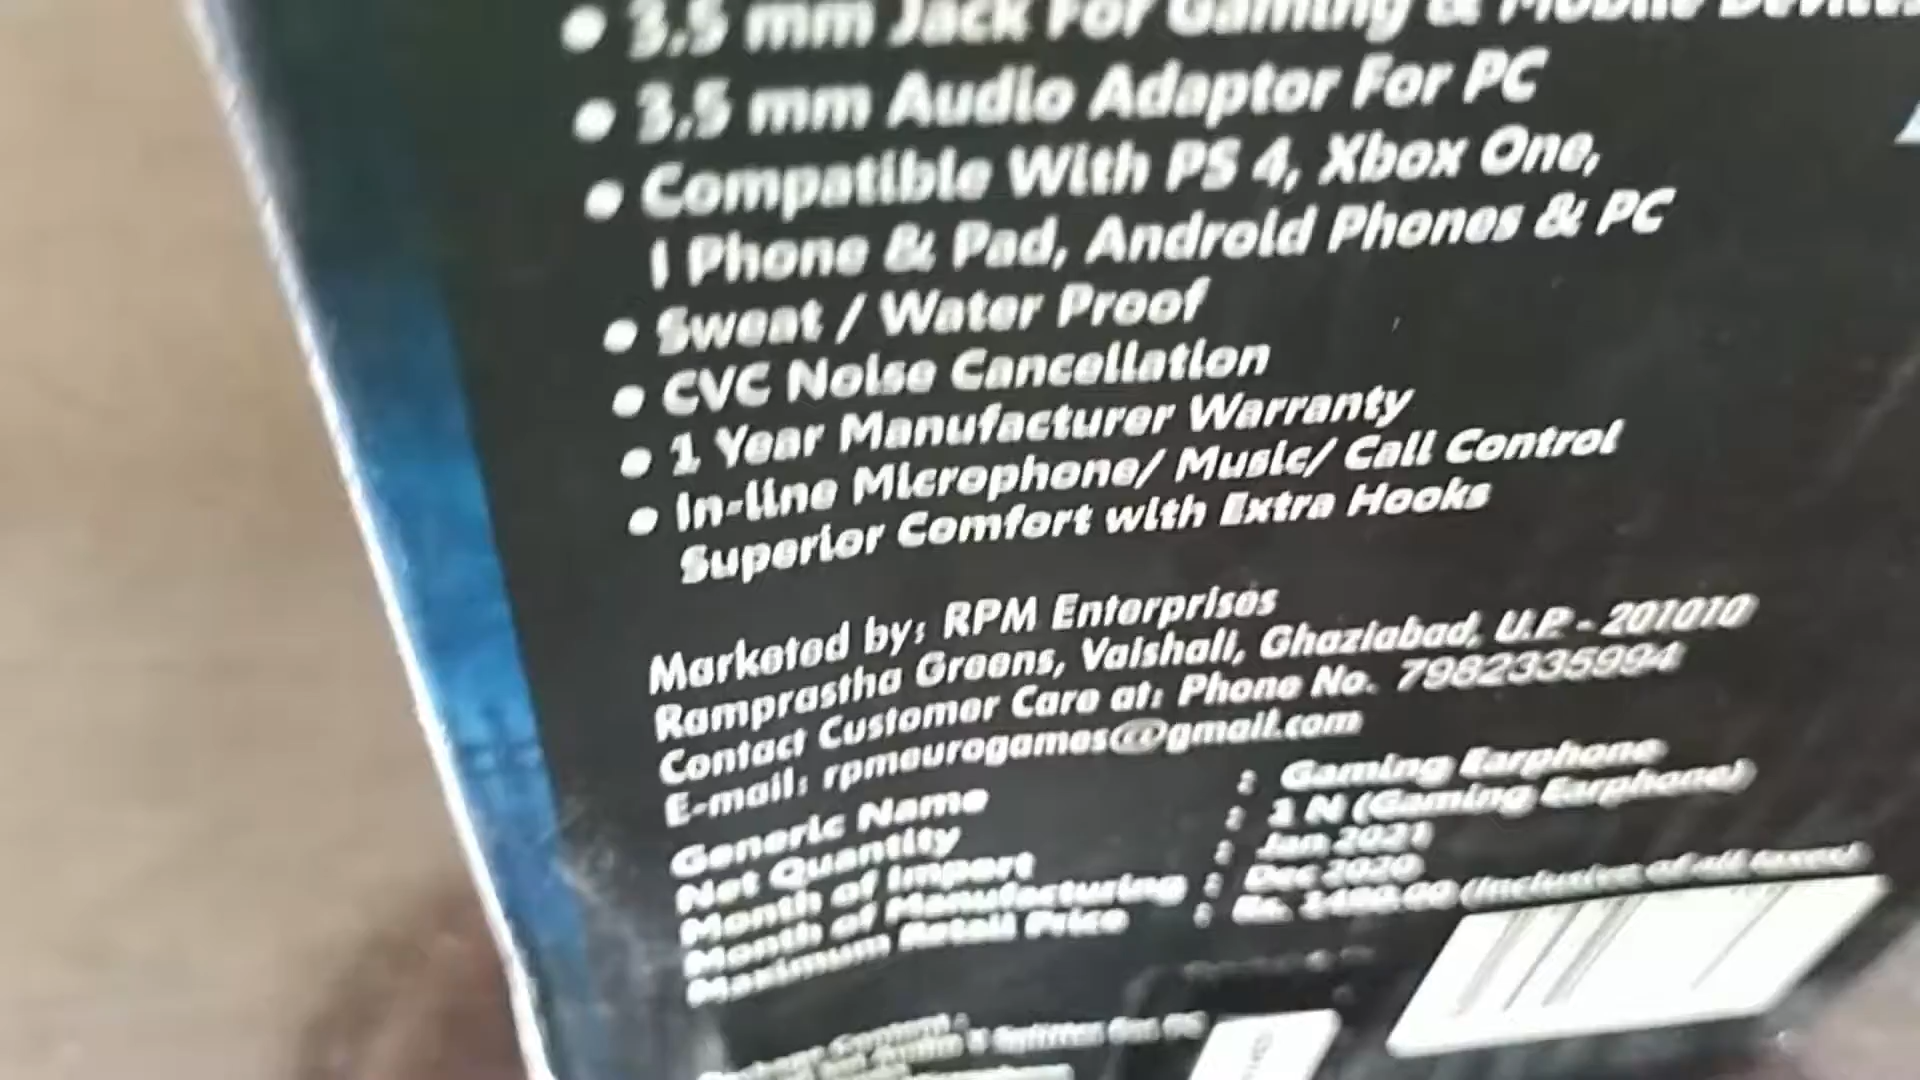 • 3.5 mm Jack For Gaming & Mobile Devices
• 3.5 mm Audio Adaptor For PC
• Compatible With PS 4, Xbox One,
I Phone & Pad, Android Phones & PC
• Sweat / Water Proof
• CVC Noise Cancellation
• 1 Year Manufacturer Warranty
• In-line Microphone/ Music/ Call Control
Superior Comfort with Extra Hooks
Marketed by: RPM Enterprises
Ramprastha Greens, Vaishali, Ghaziabad, U.P. - 201010
Contact Customer Care at: Phone No. 7982335994
E-mail: rpmeurogames@gmail.com
Generic Name : Gaming Earphone
Net Quantity : 1 N (Gaming Earphone)
Month of Import : Jan 2021
Month of Manufacturing : Dec 2020
Maximum Retail Price : Rs. (Inclusive of all taxes)